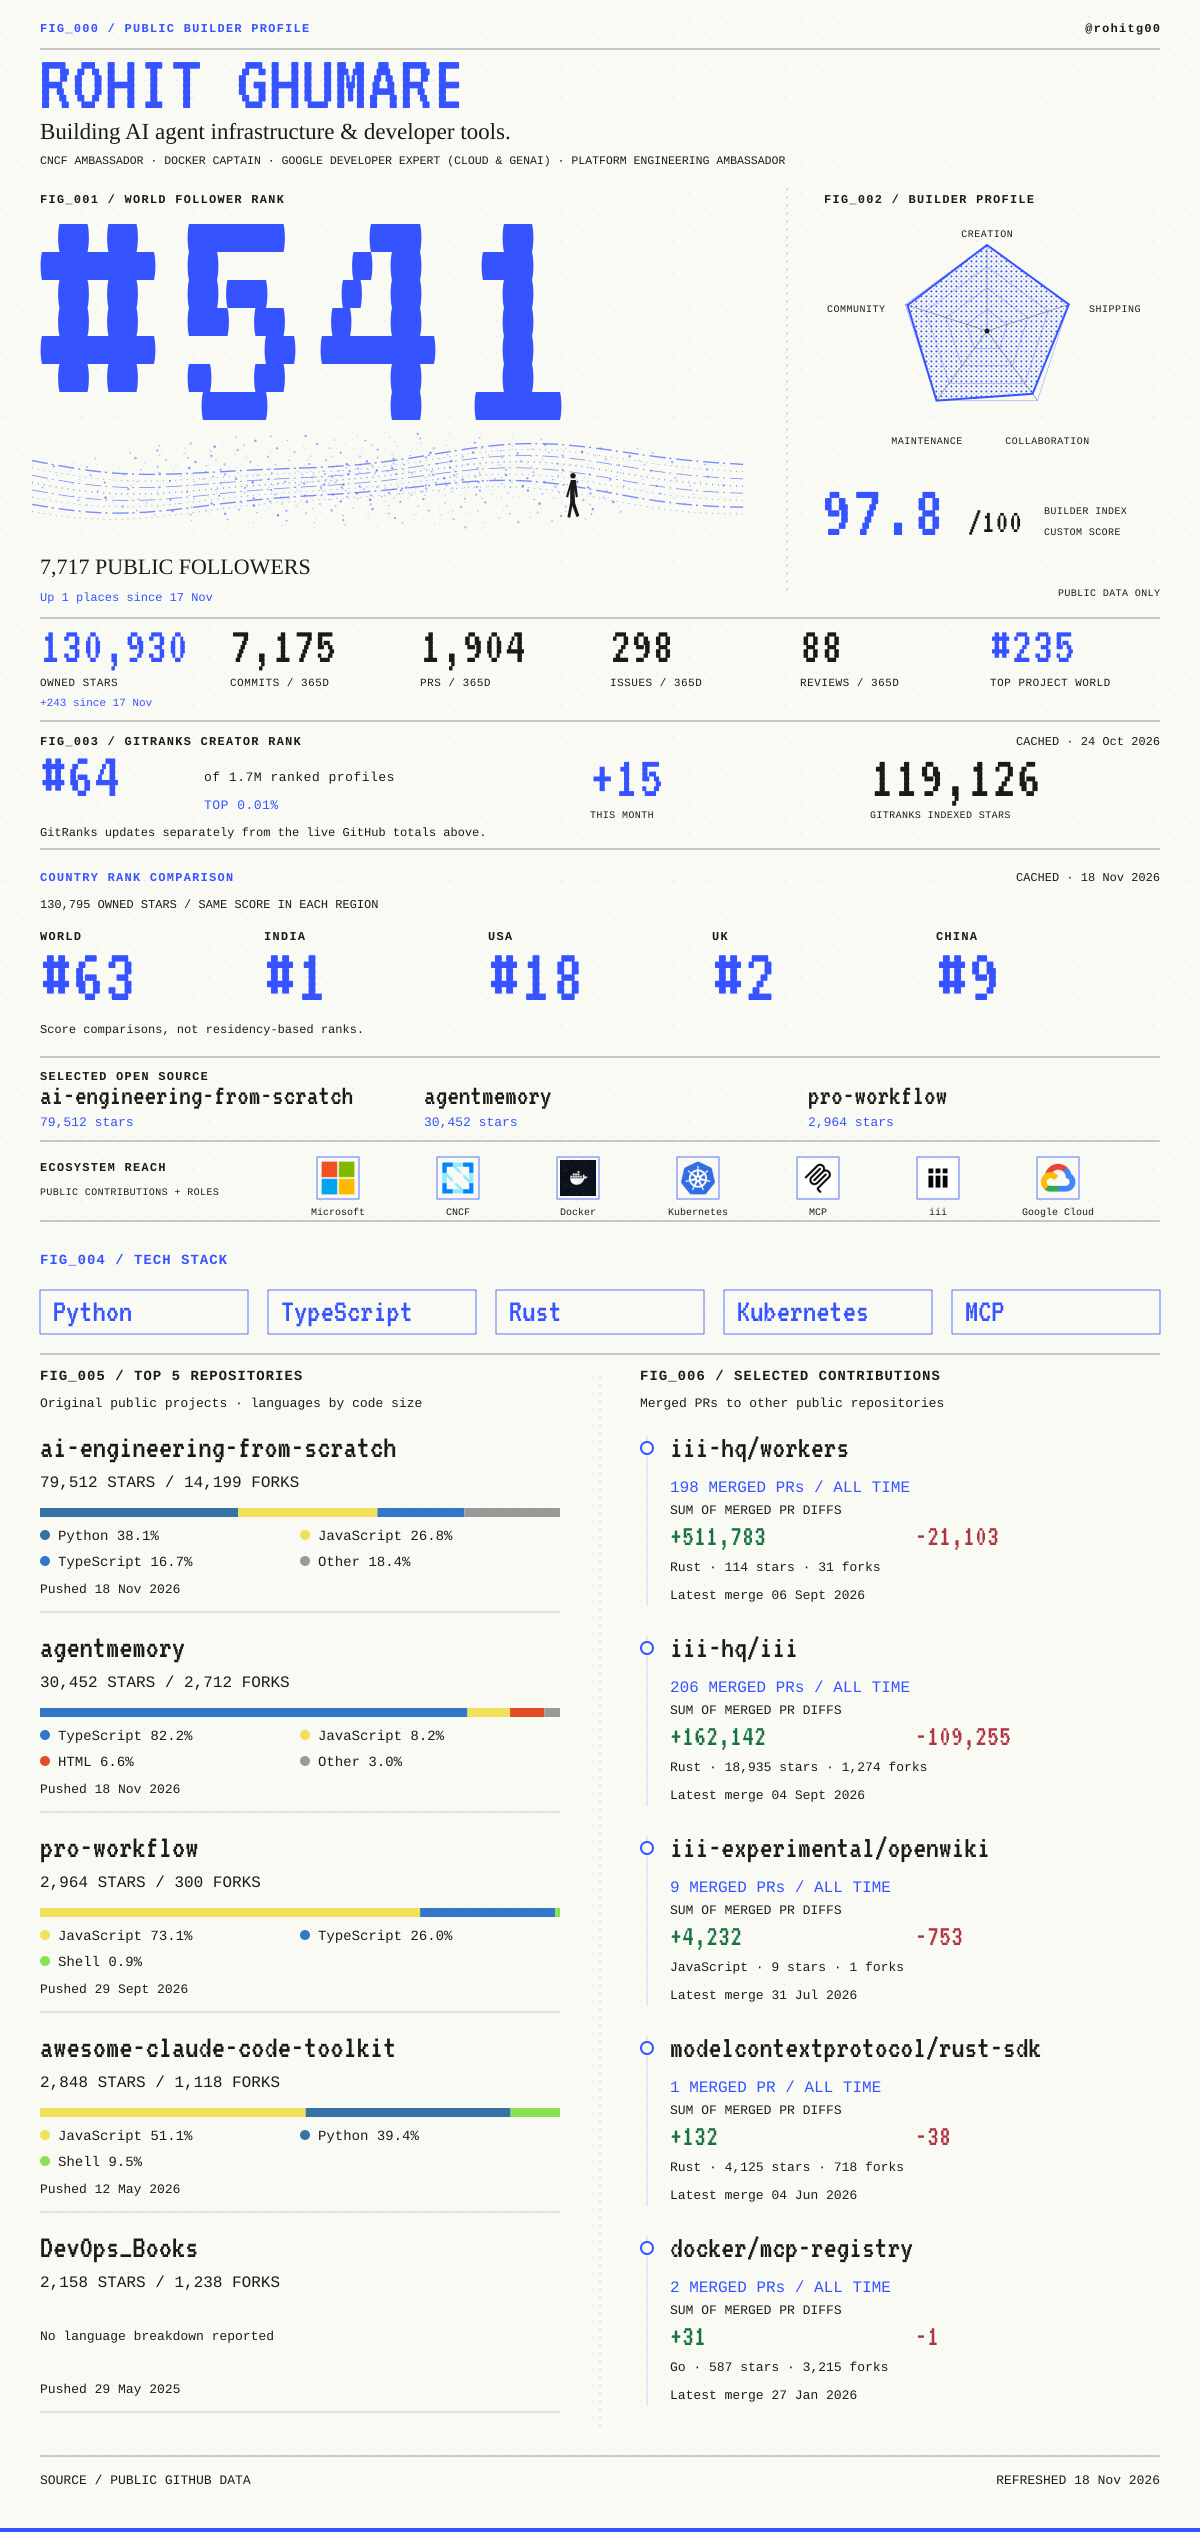 FIG_000 / PUBLIC BUILDER PROFILE
@rohitg00
ROHIT GHUMARE
Building AI agent infrastructure & developer tools.
CNCF AMBASSADOR · DOCKER CAPTAIN · GOOGLE DEVELOPER EXPERT (CLOUD & GENAI) · PLATFORM ENGINEERING AMBASSADOR
FIG_001 / WORLD FOLLOWER RANK
#541
7,717 PUBLIC FOLLOWERS
Up 1 places since 17 Nov
FIG_002 / BUILDER PROFILE
CREATION
COMMUNITY
SHIPPING
MAINTENANCE
COLLABORATION
97.8 /100
BUILDER INDEX
CUSTOM SCORE
PUBLIC DATA ONLY
130,930
OWNED STARS
+243 since 17 Nov
7,175
COMMITS / 365D
1,904
PRS / 365D
298
ISSUES / 365D
88
REVIEWS / 365D
#235
TOP PROJECT WORLD
FIG_003 / GITRANKS CREATOR RANK
CACHED · 24 Oct 2026
#64
of 1.7M ranked profiles
TOP 0.01%
+15
THIS MONTH
119,126
GITRANKS INDEXED STARS
GitRanks updates separately from the live GitHub totals above.
COUNTRY RANK COMPARISON
CACHED · 18 Nov 2026
130,795 OWNED STARS / SAME SCORE IN EACH REGION
WORLD
#63
INDIA
#1
USA
#18
UK
#2
CHINA
#9
Score comparisons, not residency-based ranks.
SELECTED OPEN SOURCE
ai-engineering-from-scratch
79,512 stars
agentmemory
30,452 stars
pro-workflow
2,964 stars
ECOSYSTEM REACH
PUBLIC CONTRIBUTIONS + ROLES
Microsoft
CNCF
Docker
Kubernetes
MCP
iii
Google Cloud
FIG_004 / TECH STACK
Python
TypeScript
Rust
Kubernetes
MCP
FIG_005 / TOP 5 REPOSITORIES
Original public projects · languages by code size
ai-engineering-from-scratch
79,512 STARS / 14,199 FORKS
Python 38.1%
JavaScript 26.8%
TypeScript 16.7%
Other 18.4%
Pushed 18 Nov 2026
agentmemory
30,452 STARS / 2,712 FORKS
TypeScript 82.2%
JavaScript 8.2%
HTML 6.6%
Other 3.0%
Pushed 18 Nov 2026
pro-workflow
2,964 STARS / 300 FORKS
JavaScript 73.1%
TypeScript 26.0%
Shell 0.9%
Pushed 29 Sept 2026
awesome-claude-code-toolkit
2,848 STARS / 1,118 FORKS
JavaScript 51.1%
Python 39.4%
Shell 9.5%
Pushed 12 May 2026
DevOps_Books
2,158 STARS / 1,238 FORKS
No language breakdown reported
Pushed 29 May 2025
FIG_006 / SELECTED CONTRIBUTIONS
Merged PRs to other public repositories
iii-hq/workers
198 MERGED PRs / ALL TIME
SUM OF MERGED PR DIFFS
+511,783
-21,103
Rust · 114 stars · 31 forks
Latest merge 06 Sept 2026
iii-hq/iii
206 MERGED PRs / ALL TIME
SUM OF MERGED PR DIFFS
+162,142
-109,255
Rust · 18,935 stars · 1,274 forks
Latest merge 04 Sept 2026
iii-experimental/openwiki
9 MERGED PRs / ALL TIME
SUM OF MERGED PR DIFFS
+4,232
-753
JavaScript · 9 stars · 1 forks
Latest merge 31 Jul 2026
modelcontextprotocol/rust-sdk
1 MERGED PR / ALL TIME
SUM OF MERGED PR DIFFS
+132
-38
Rust · 4,125 stars · 718 forks
Latest merge 04 Jun 2026
docker/mcp-registry
2 MERGED PRs / ALL TIME
SUM OF MERGED PR DIFFS
+31
-1
Go · 587 stars · 3,215 forks
Latest merge 27 Jan 2026
SOURCE / PUBLIC GITHUB DATA
REFRESHED 18 Nov 2026